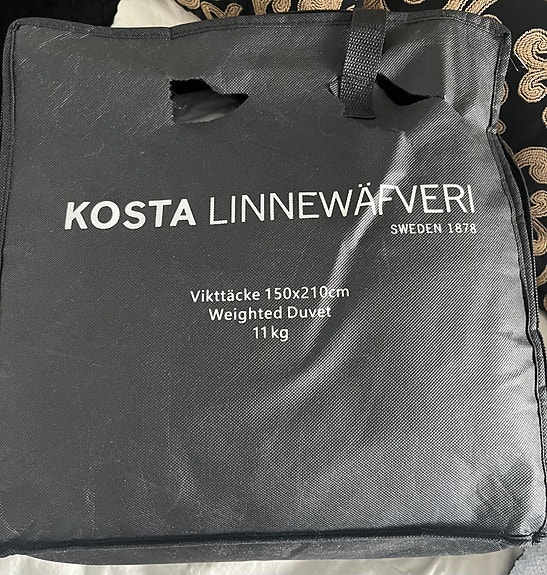 KOSTA LINNEWÄFVERI
SWEDEN 1878
Vikttäcke 150x210cm
Weighted Duvet
11kg